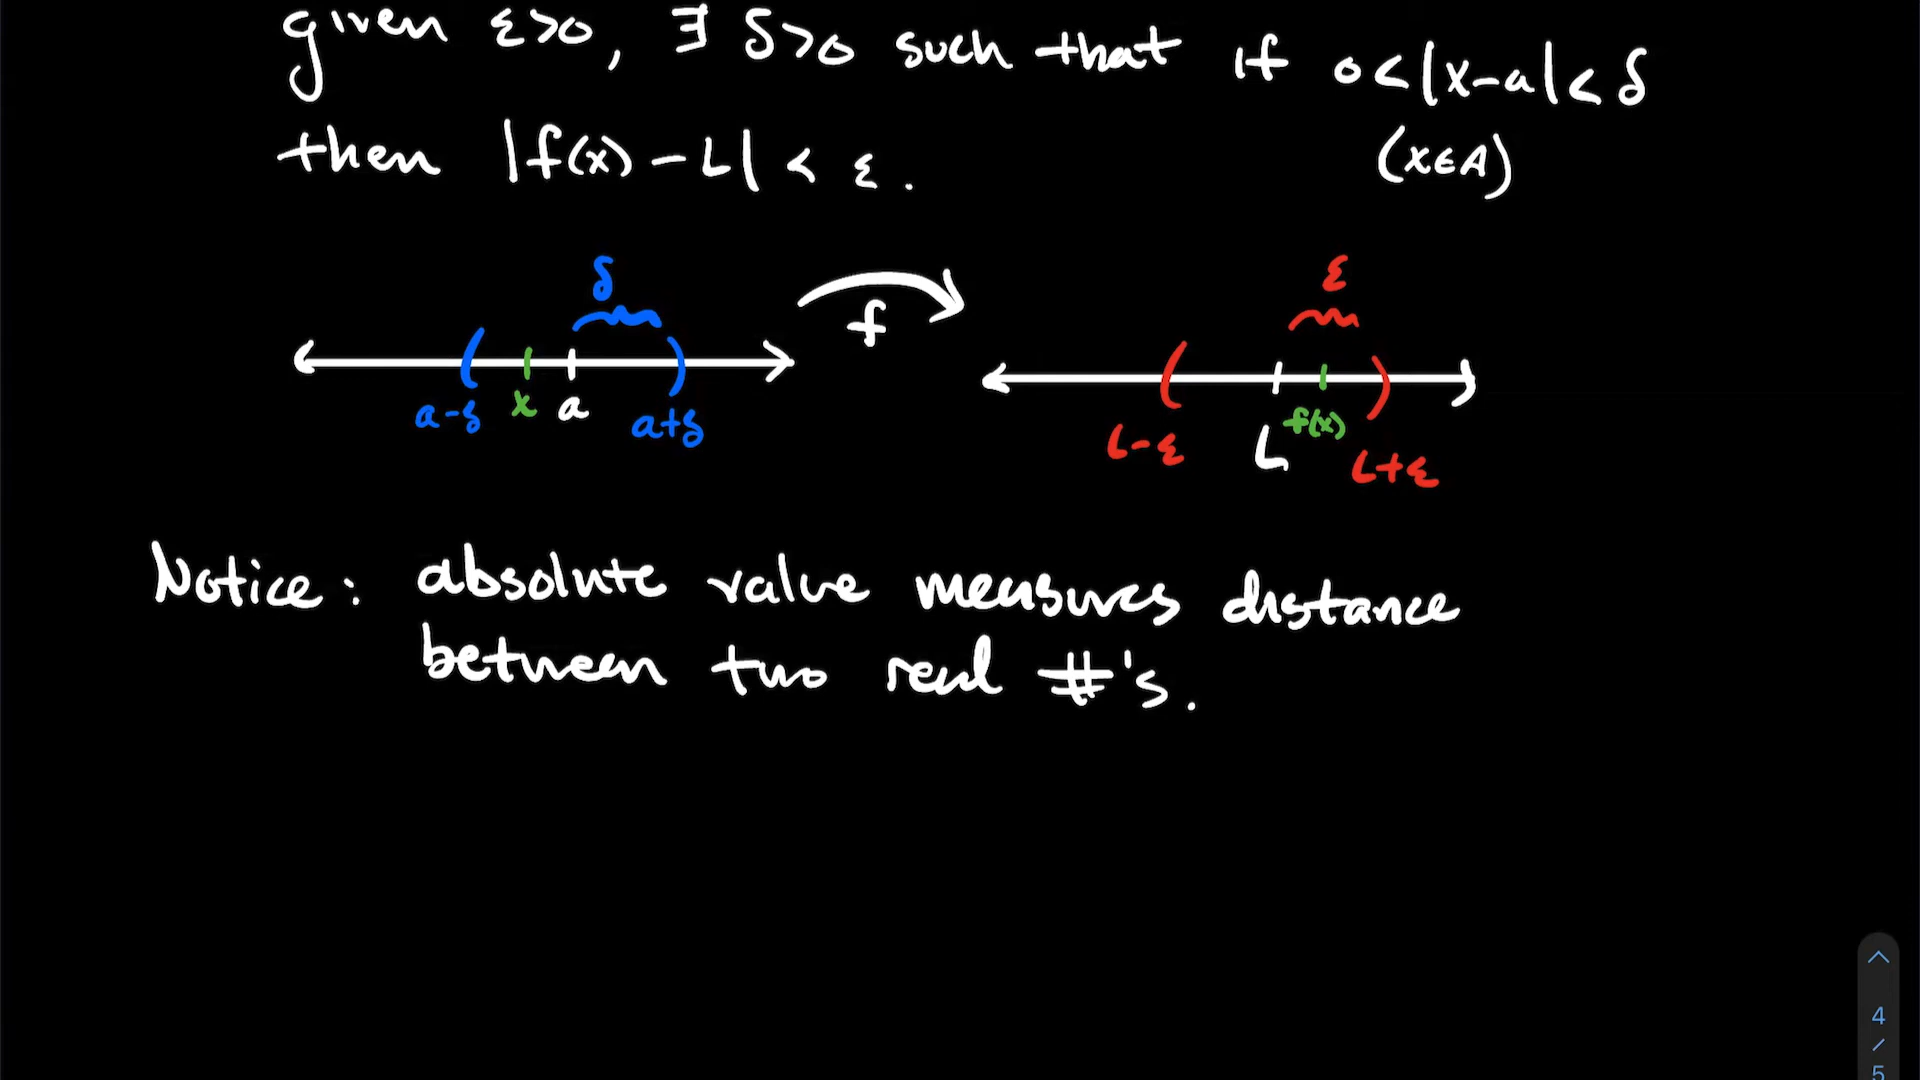 given ε>0, ∃ δ>0 such that if 0<|x-a|<δ
then |f(x)-L| < ε. (x∈A)
δ
ε
f
a-δ x a a+δ
L-ε L f(x) L+ε
Notice: absolute value measures distance
between two real #'s.
4
/
5